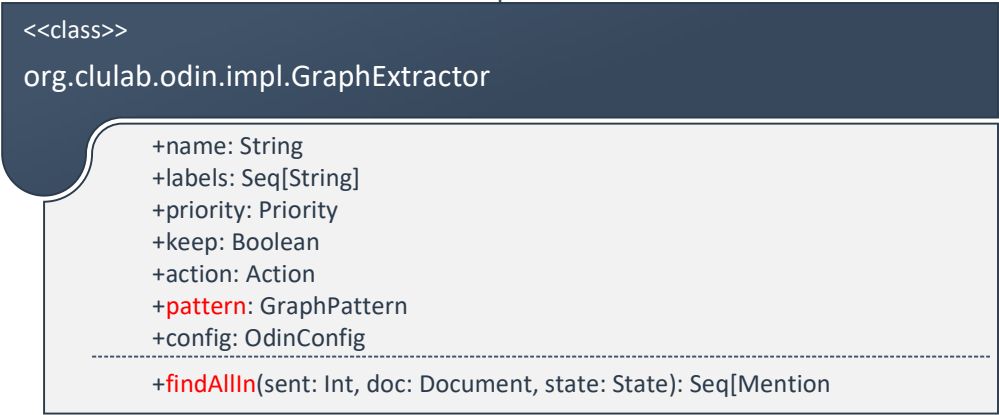 <<class>>
org.clulab.odin.impl.GraphExtractor
+name: String
+labels: Seq[String]
+priority: Priority
+keep: Boolean
+action: Action
+pattern: GraphPattern
+config: OdinConfig
+findAllIn(sent: Int, doc: Document, state: State): Seq[Mention